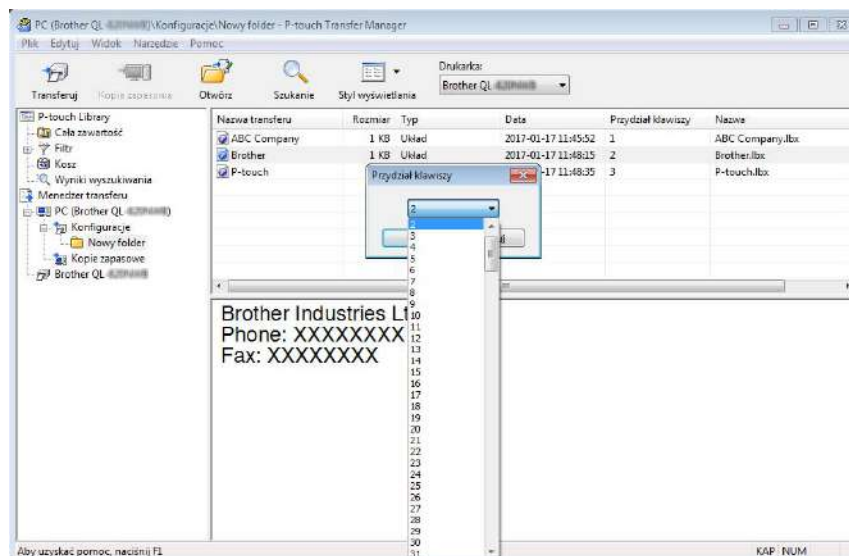 PC (Brother QL )\Konfiguracje\Nowy folder - P-touch Transfer Manager
Plik Edytuj Widok Narzędzie Pomoc
Transferuj Kopia zapasowa Otwórz Szukanie Styl wyświetlania
Drukarka:
Brother QL
P-touch Library
Cała zawartość
Filtr
Kosz
Wyniki wyszukiwania
Menedżer transferu
PC (Brother QL )
Konfiguracje
Nowy folder
Kopie zapasowe
Brother QL
Nazwa transferu Rozmiar Typ Data Przydział klawiszy Nazwa
ABC Company 1 KB Układ 2017-01-17 11:45:52 1 ABC Company.lbx
Brother 1 KB Układ 2017-01-17 11:48:15 2 Brother.lbx
P-touch -17 11:48:35 3 P-touch.lbx
Przydział klawiszy
2
2
3
4
5
6
7
8
9
10
11
12
13
14
15
16
17
18
19
20
21
22
23
24
25
26
27
28
29
30
31
Brother Industries Lt
Phone: XXXXXXXX
Fax: XXXXXXXX
Aby uzyskać pomoc, naciśnij F1
KAP NUM